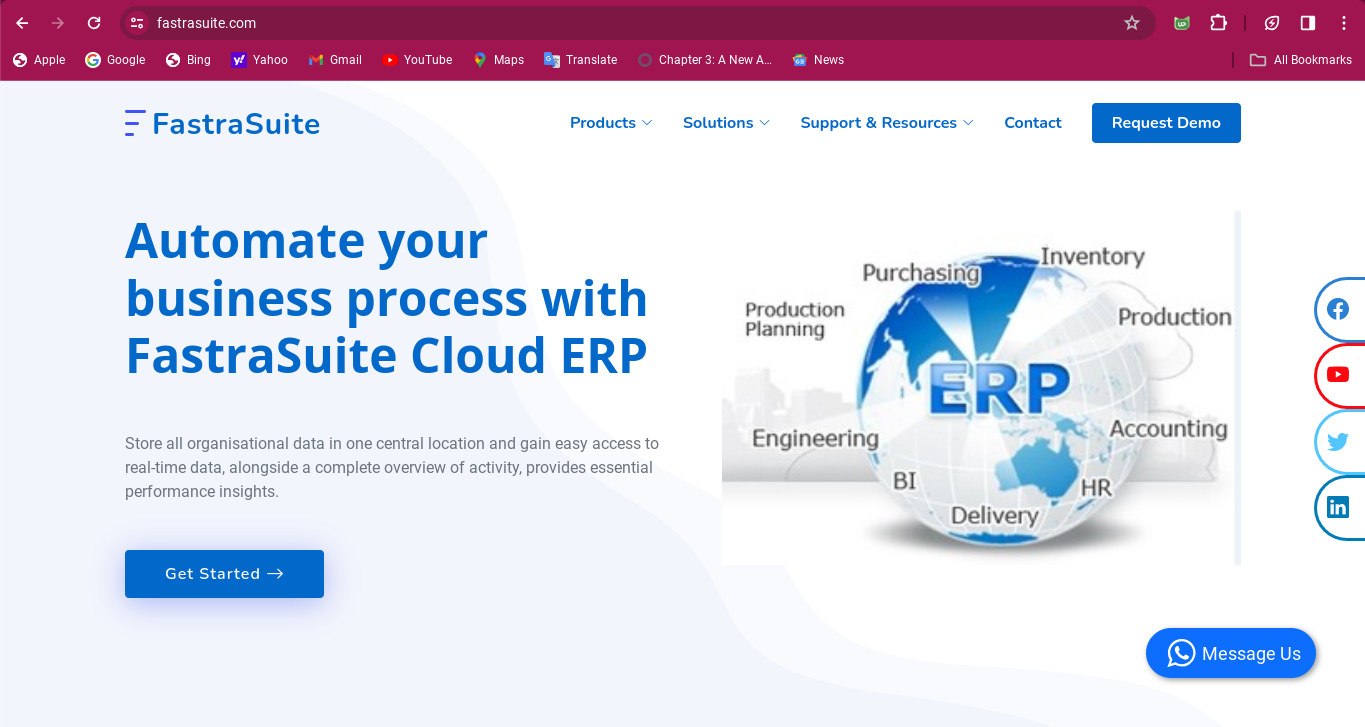 fastrasuite.com
Apple
Google
Bing
Yahoo
Gmail
YouTube
Maps
Translate
Chapter 3: A New A...
News
All Bookmarks
FastraSuite
Products
Solutions
Support & Resources
Contact
Request Demo
Automate your
business process with
FastraSuite Cloud ERP
Store all organisational data in one central location and gain easy access to
real-time data, alongside a complete overview of activity, provides essential
performance insights.
Get Started
Purchasing
Inventory
Production
Planning
Production
ERP
Engineering
Accounting
BI
HR
Delivery
Message Us